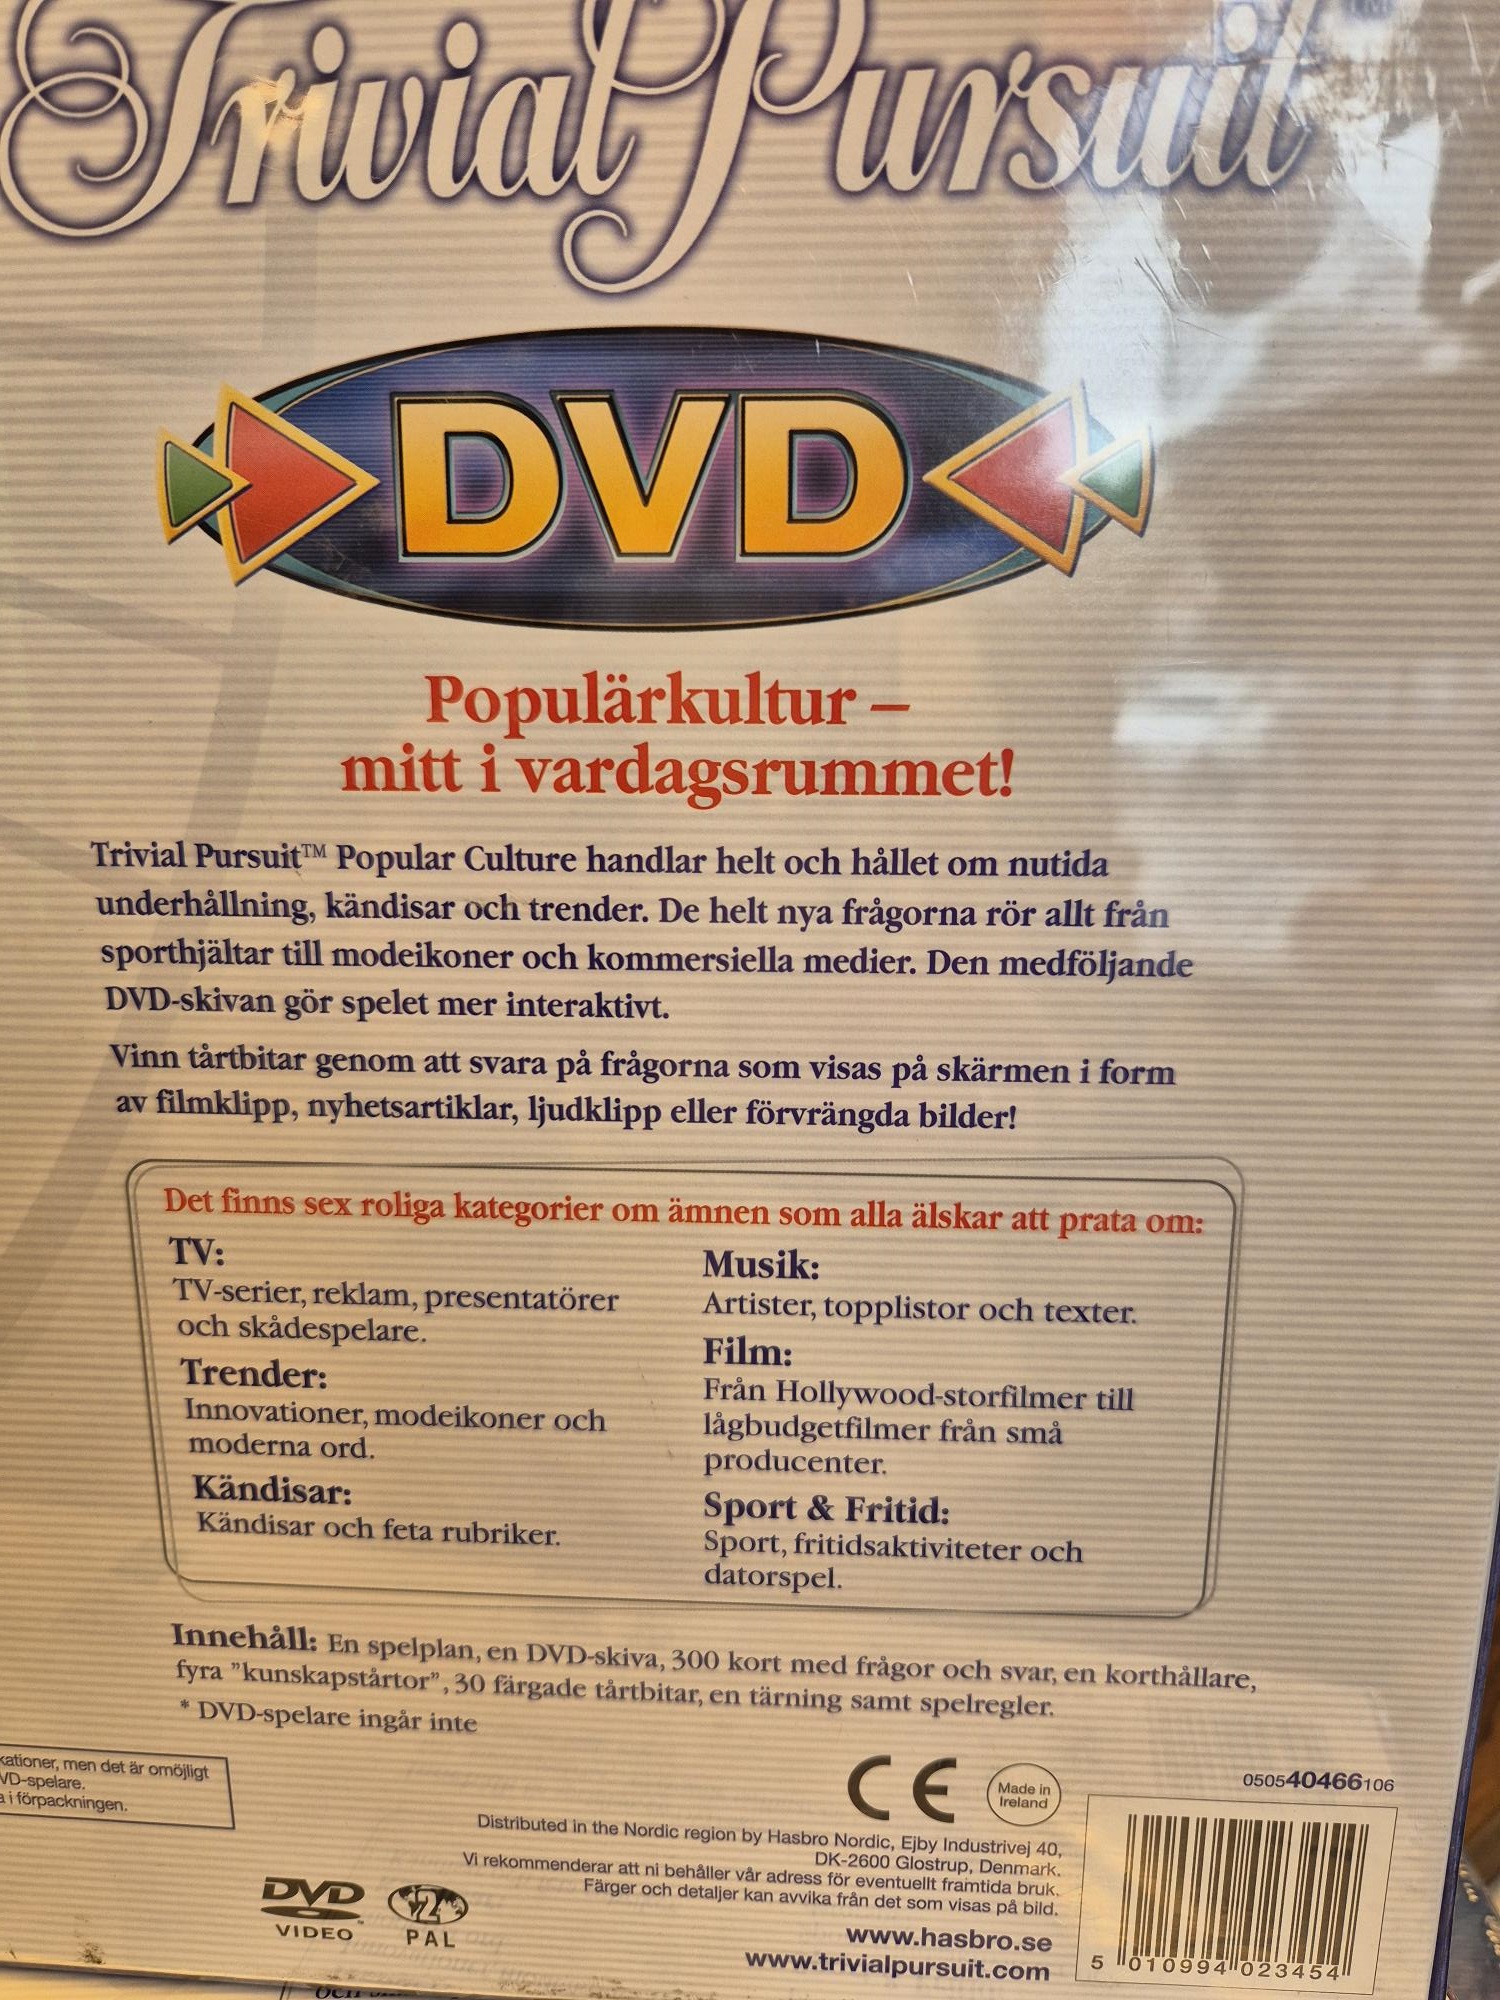 Trivial Pursuit
DVD
Populärkultur –
mitt i vardagsrummet!
Trivial Pursuit™ Popular Culture handlar helt och hållet om nutida
underhållning, kändisar och trender. De helt nya frågorna rör allt från
sporthjältar till modeikoner och kommersiella medier. Den medföljande
DVD-skivan gör spelet mer interaktivt.
Vinn tårtbitar genom att svara på frågorna som visas på skärmen i form
av filmklipp, nyhetsartiklar, ljudklipp eller förvrängda bilder!
Det finns sex roliga kategorier om ämnen som alla älskar att prata om:
TV:
TV-serier, reklam, presentatörer
och skådespelare.
Trender:
Innovationer, modeikoner och
moderna ord.
Kändisar:
Kändisar och feta rubriker.
Musik:
Artister, topplistor och texter.
Film:
Från Hollywood-storfilmer till
lågbudgetfilmer från små
producenter.
Sport & Fritid:
Sport, fritidsaktiviteter och
datorspel.
Innehåll: En spelplan, en DVD-skiva, 300 kort med frågor och svar, en korthållare,
fyra ”kunskapstårtor”, 30 färgade tårtbitar, en tärning samt spelregler.
* DVD-spelare ingår inte
men det är omöjligt
i förpackningen.
CE
Made in
Ireland
050540466106
Distributed in the Nordic region by Hasbro Nordic, Ejby Industrivej 40,
DK-2600 Glostrup, Denmark.
Vi rekommenderar att ni behåller vår adress för eventuellt framtida bruk.
Färger och detaljer kan avvika från det som visas på bild.
www.hasbro.se
www.trivialpursuit.com
DVD
VIDEO
2
PAL
5 010994 023454